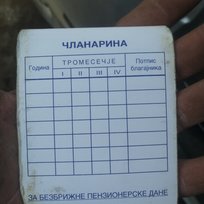 ЧЛАНАРИНА
Година ТРОМЕСЕЧЈЕ Потпис благајника
I II III IV
ЗА БЕЗБРИЖНЕ ПЕНЗИОНЕРСКЕ ДАНЕ